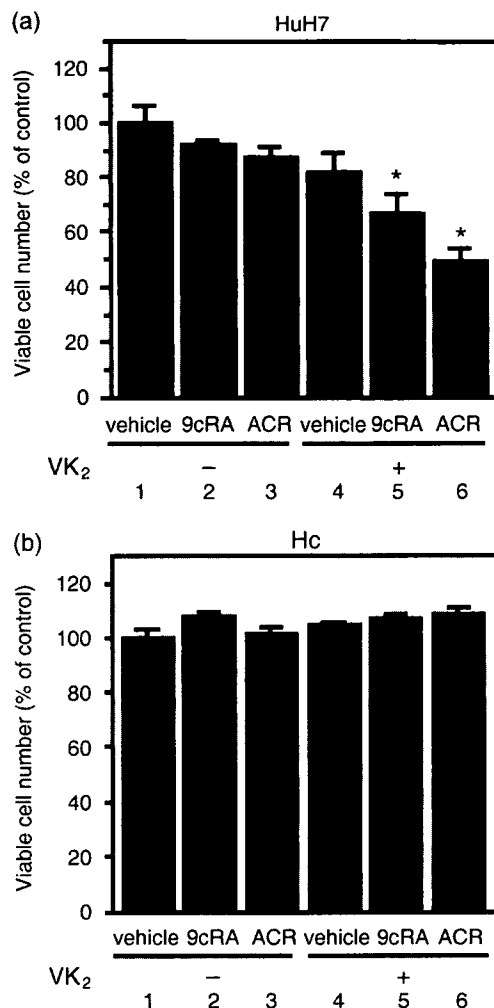 (a)
HuH7
Viable cell number (% of control)
120
100
80
60
40
20
0
*
*
vehicle 9cRA ACR vehicle 9cRA ACR
VK2 − +
1 2 3 4 5 6
(b)
Hc
Viable cell number (% of control)
120
100
80
60
40
20
0
vehicle 9cRA ACR vehicle 9cRA ACR
VK2 − +
1 2 3 4 5 6